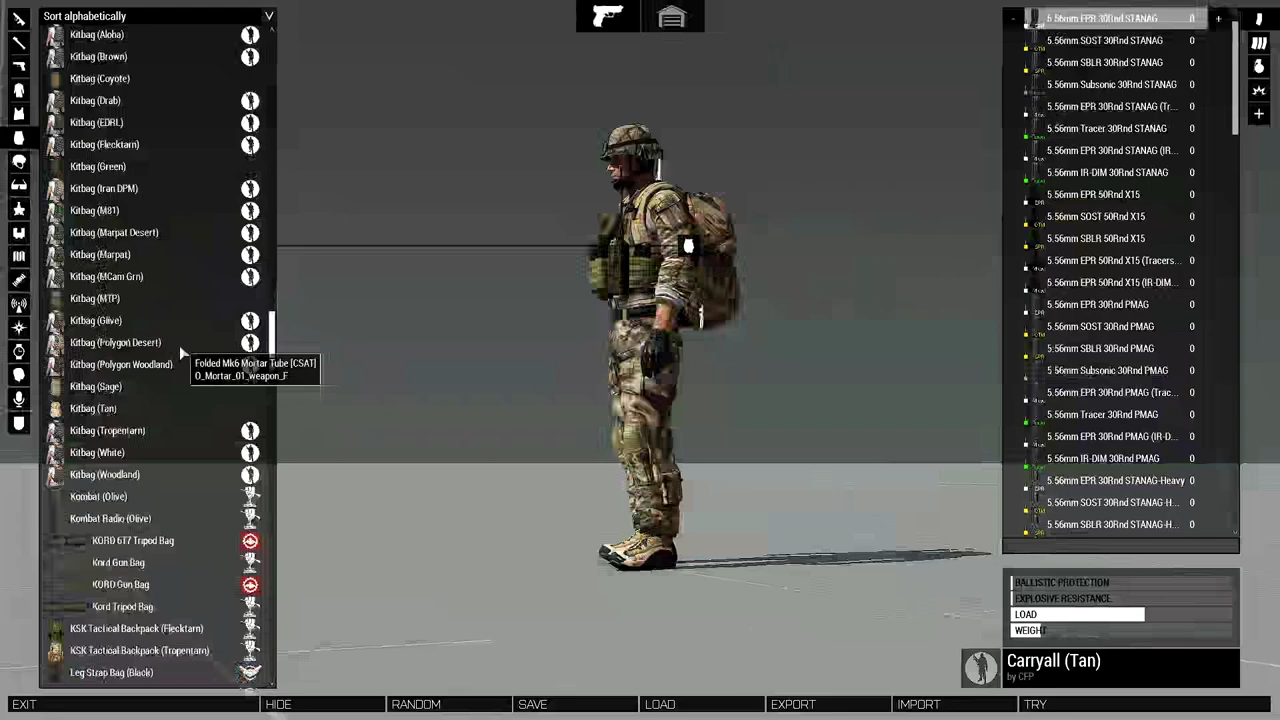 Sort alphabetically
Kitbag (Aloha)
Kitbag (Brown)
Kitbag (Coyote)
Kitbag (Drab)
Kitbag (EDRL)
Kitbag (Flecktarn)
Kitbag (Green)
Kitbag (Iran DPM)
Kitbag (M81)
Kitbag (Marpat Desert)
Kitbag (Marpat)
Kitbag (MCam Grn)
Kitbag (MTP)
Kitbag (Olive)
Kitbag (Polygon Desert)
Kitbag (Polygon Woodland)
Kitbag (Sage)
Kitbag (Tan)
Kitbag (Tropentarn)
Kitbag (White)
Kitbag (Woodland)
Kombat (Olive)
Kombat Radio (Olive)
KORD 6T7 Tripod Bag
Kord Gun Bag
KORD Gun Bag
Kord Tripod Bag
KSK Tactical Backpack (Flecktarn)
KSK Tactical Backpack (Tropentarn)
Leg Strap Bag (Black)
Folded Mk6 Mortar Tube [CSAT]
O_Mortar_01_weapon_F
5.56mm EPR 30Rnd STANAG 0
5.56mm SOST 30Rnd STANAG 0
5.56mm SBLR 30Rnd STANAG 0
5.56mm Subsonic 30Rnd STANAG 0
5.56mm EPR 30Rnd STANAG (Tr... 0
5.56mm Tracer 30Rnd STANAG 0
5.56mm EPR 30Rnd STANAG (IR... 0
5.56mm IR-DIM 30Rnd STANAG 0
5.56mm EPR 50Rnd X15 0
5.56mm SOST 50Rnd X15 0
5.56mm SBLR 50Rnd X15 0
5.56mm EPR 50Rnd X15 (Tracers... 0
5.56mm EPR 50Rnd X15 (IR-DIM... 0
5.56mm EPR 30Rnd PMAG 0
5.56mm SOST 30Rnd PMAG 0
5.56mm SBLR 30Rnd PMAG 0
5.56mm Subsonic 30Rnd PMAG 0
5.56mm EPR 30Rnd PMAG (Trac... 0
5.56mm Tracer 30Rnd PMAG 0
5.56mm EPR 30Rnd PMAG (IR-D... 0
5.56mm IR-DIM 30Rnd PMAG 0
5.56mm EPR 30Rnd STANAG-Heavy 0
5.56mm SOST 30Rnd STANAG-H... 0
5.56mm SBLR 30Rnd STANAG-H... 0
BALLISTIC PROTECTION
EXPLOSIVE RESISTANCE
LOAD
WEIGHT
Carryall (Tan)
by CFP
EXIT HIDE RANDOM SAVE LOAD EXPORT IMPORT TRY